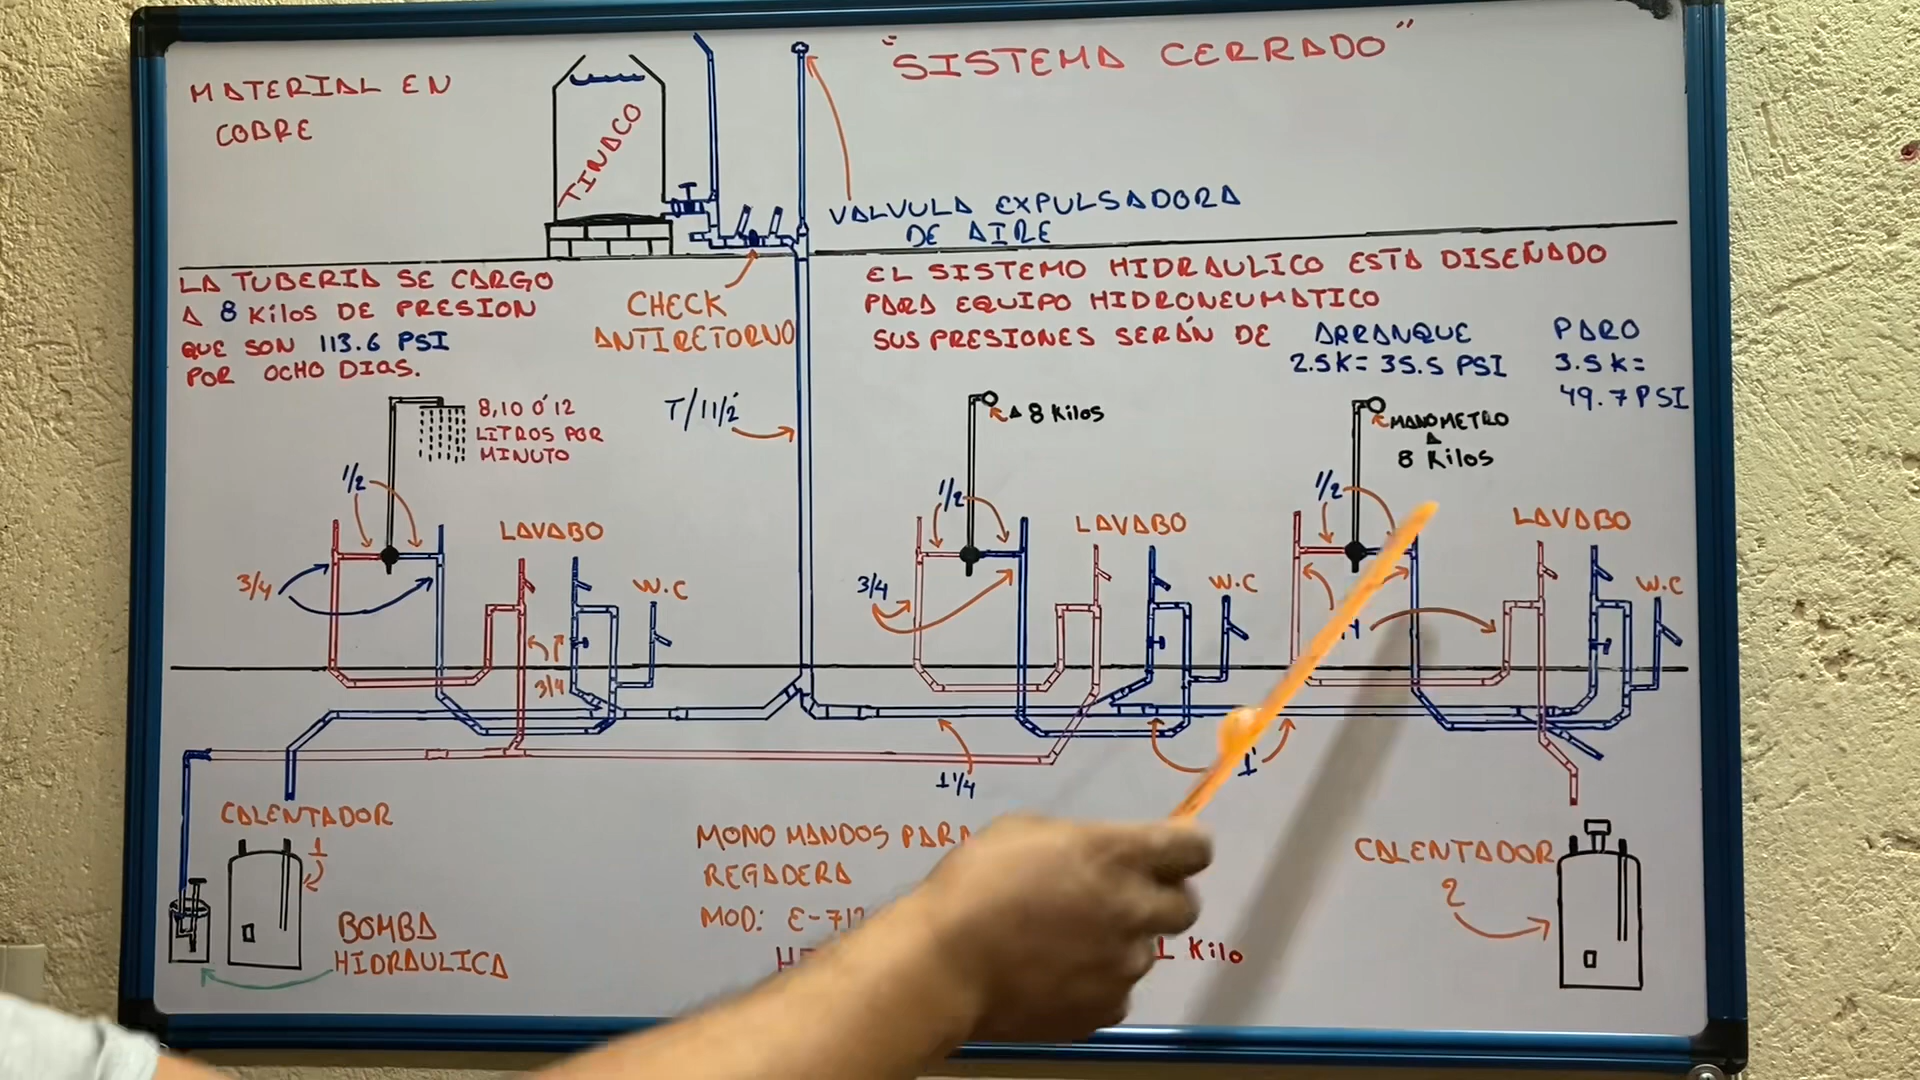 "SISTEMA CERRADO"
MATERIAL EN
COBRE
TINACO
VALVULA EXPULSADORA
DE AIRE
LA TUBERIA SE CARGO
A 8 KILOS DE PRESION
QUE SON 113.6 PSI
POR OCHO DIAS.
CHECK
ANTIRETORNO
EL SISTEMO HIDRAULICO ESTA DISEÑADO
PARA EQUIPO HIDRONEUMATICO
SUS PRESIONES SERÁN DE
ARRANQUE
2.5K= 35.5 PSI
PARO
3.5K=
49.7 PSI
8,10 Ó 12
LITROS POR
MINUTO
T/11/2"
A 8 KILOS
MANOMETRO
A
8 KILOS
1/2
1/2
1/2
LAVABO
LAVABO
LAVABO
3/4
W.C
3/4
W.C
W.C
3/4
1 1/4
1"
CALENTADOR
1
BOMBA
HIDRAULICA
MONO MANDOS PARA
REGADERA
MOD: E-712
1 KILO
CALENTADOR
2